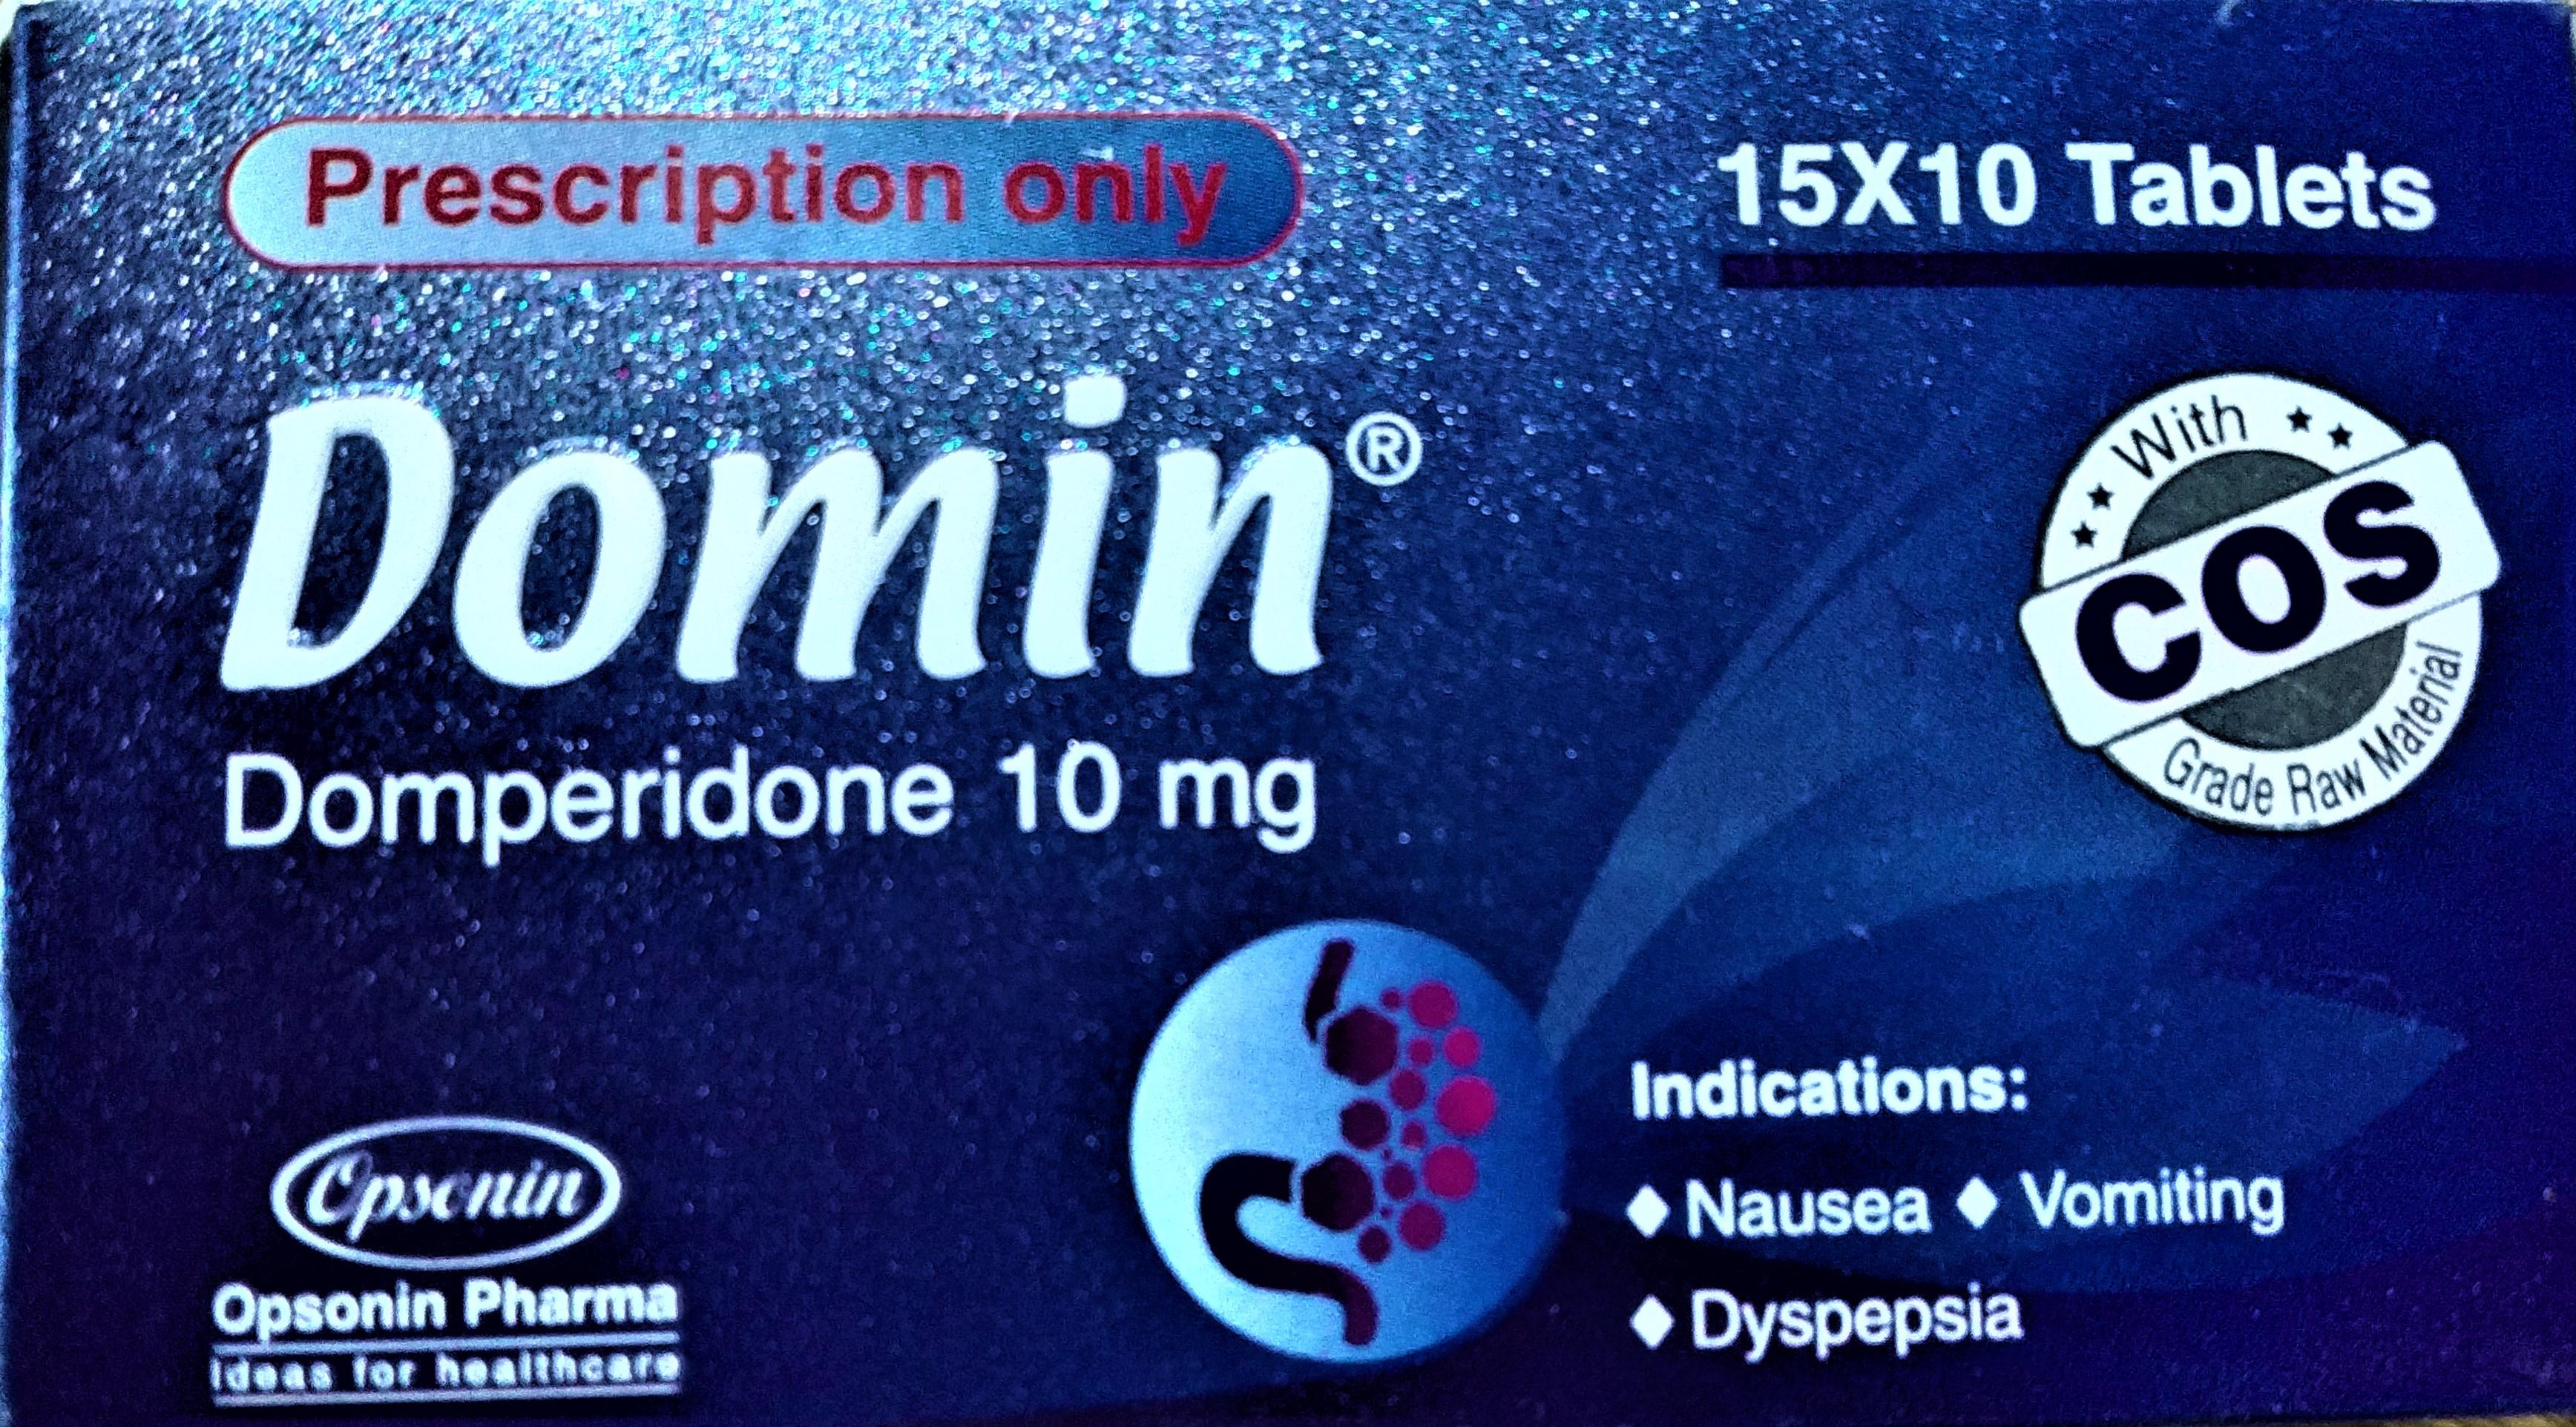 Prescription only
15X10 Tablets
Domin®
Domperidone 10 mg
With
COS
Grade Raw Material
Opsonin
Opsonin Pharma
Ideas for healthcare
Indications:
♦ Nausea ♦ Vomiting
♦ Dyspepsia